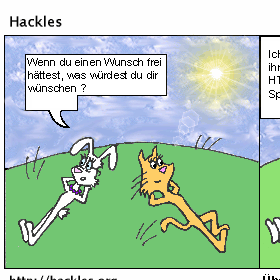 Hackles
Wenn du einen Wunsch frei
hättest, was würdest du dir
wünschen ?
Ich
ihr
HT
Sp
http://hackles.org